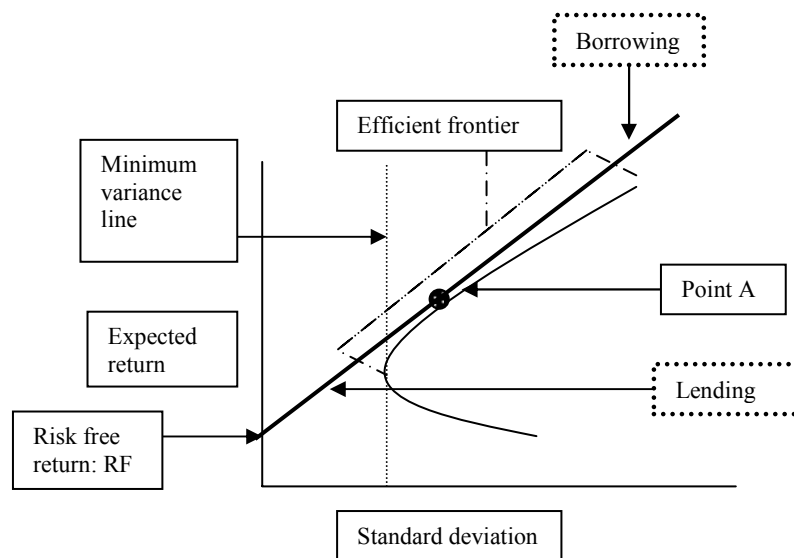 Borrowing
Efficient frontier
Minimum
variance
line
Point A
Expected
return
Lending
Risk free
return: RF
Standard deviation